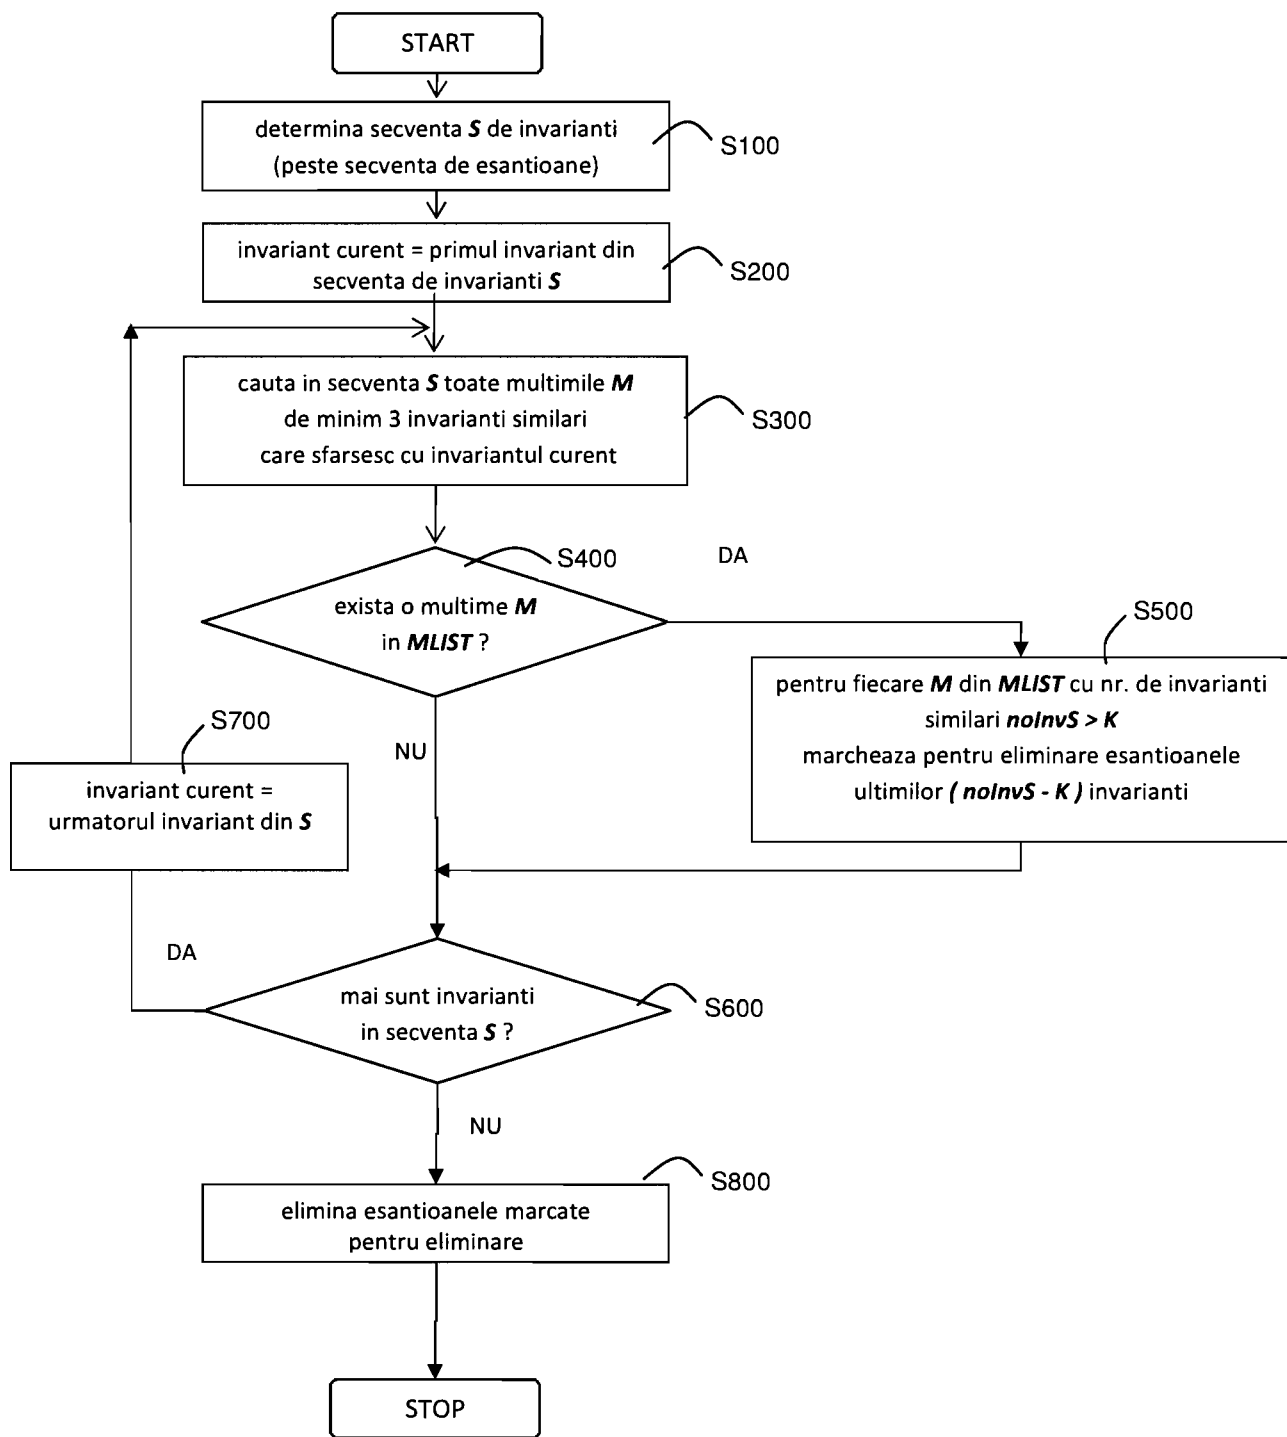 START
determina secventa S de invarianti
(peste secventa de esantioane)
S100
invariant curent = primul invariant din
secventa de invarianti S
S200
cauta in secventa S toate multimile M
de minim 3 invarianti similari
care sfarsesc cu invariantul curent
S300
S400
DA
exista o multime M
in MLIST ?
S500
pentru fiecare M din MLIST cu nr. de invarianti
similari noInvS > K
marcheaza pentru eliminare esantioanele
ultimilor ( noInvS - K ) invarianti
S700
NU
invariant curent =
urmatorul invariant din S
DA
mai sunt invarianti
in secventa S ?
S600
NU
S800
elimina esantioanele marcate
pentru eliminare
STOP